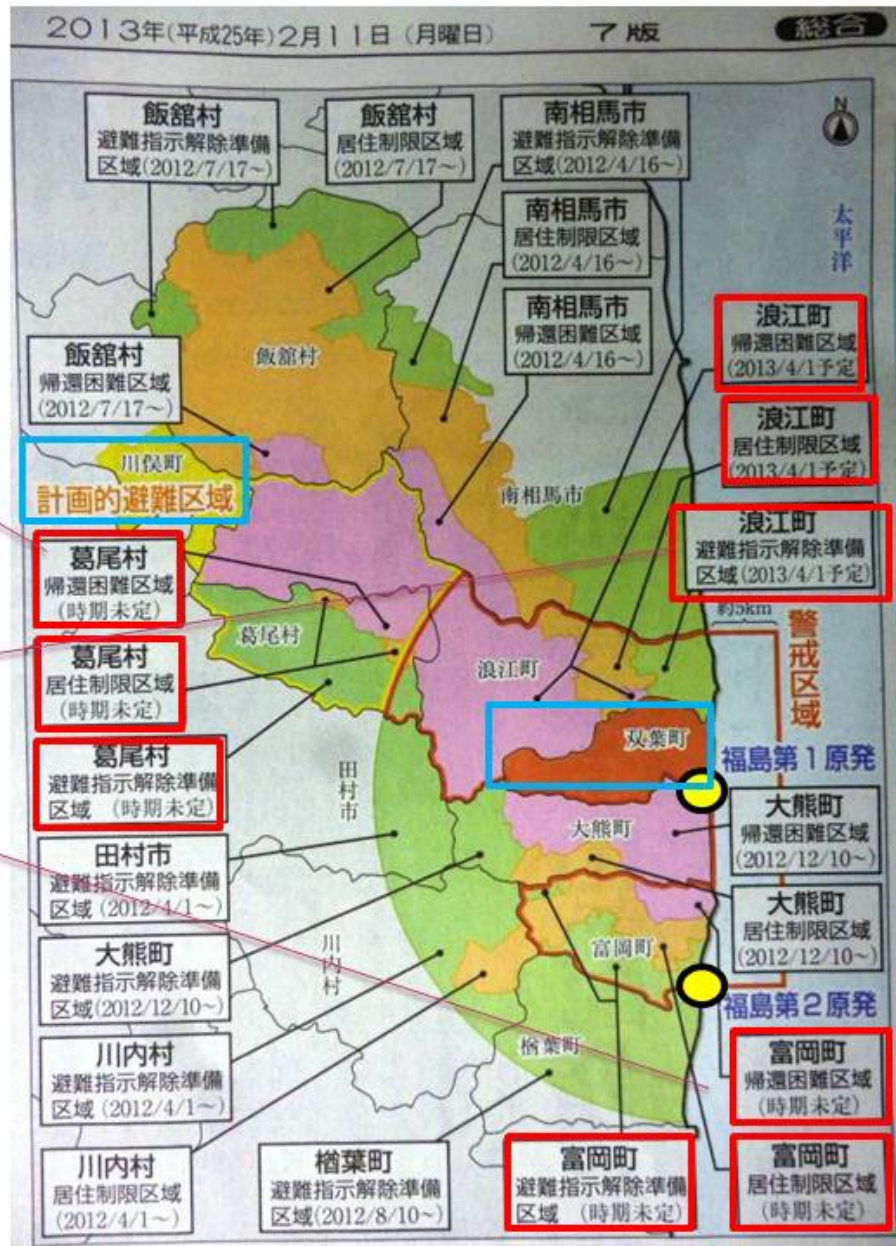 2013年(平成25年)2月11日(月曜日)
7版
総合
飯舘村
避難指示解除準備
区域(2012/7/17~)
飯舘村
居住制限区域
(2012/7/17~)
南相馬市
避難指示解除準備
区域(2012/4/16~)
N
南相馬市
居住制限区域
(2012/4/16~)
太平洋
南相馬市
帰還困難区域
(2012/4/16~)
浪江町
帰還困難区域
(2013/4/1予定)
飯舘村
帰還困難区域
(2012/7/17~)
飯舘村
浪江町
居住制限区域
(2013/4/1予定)
川俣町
計画的避難区域
南相馬市
浪江町
避難指示解除準備
区域(2013/4/1予定)
葛尾村
帰還困難区域
(時期未定)
約5km
警戒区域
葛尾村
葛尾村
居住制限区域
(時期未定)
浪江町
双葉町
葛尾村
避難指示解除準備
区域 (時期未定)
田村市
福島第1原発
大熊町
大熊町
帰還困難区域
(2012/12/10~)
田村市
避難指示解除準備
区域(2012/4/1~)
大熊町
居住制限区域
(2012/12/10~)
大熊町
避難指示解除準備
区域(2012/12/10~)
川内村
富岡町
福島第2原発
川内村
避難指示解除準備
区域(2012/4/1~)
楢葉町
富岡町
帰還困難区域
(時期未定)
川内村
居住制限区域
(2012/4/1~)
楢葉町
避難指示解除準備
区域(2012/8/10~)
富岡町
避難指示解除準備
区域 (時期未定)
富岡町
居住制限区域
(時期未定)